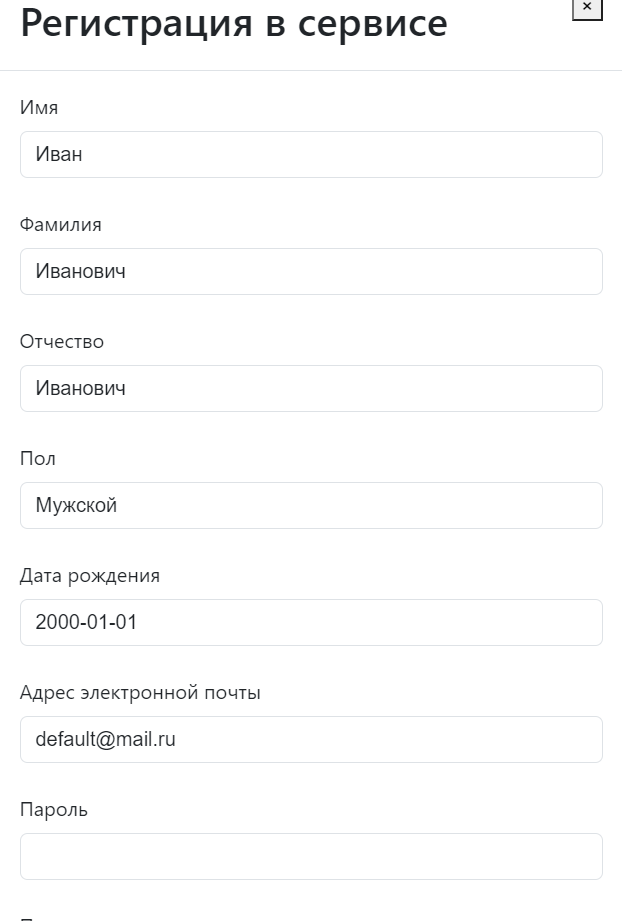 Регистрация в сервисе
×
Имя
Иван
Фамилия
Иванович
Отчество
Иванович
Пол
Мужской
Дата рождения
2000-01-01
Адрес электронной почты
default@mail.ru
Пароль